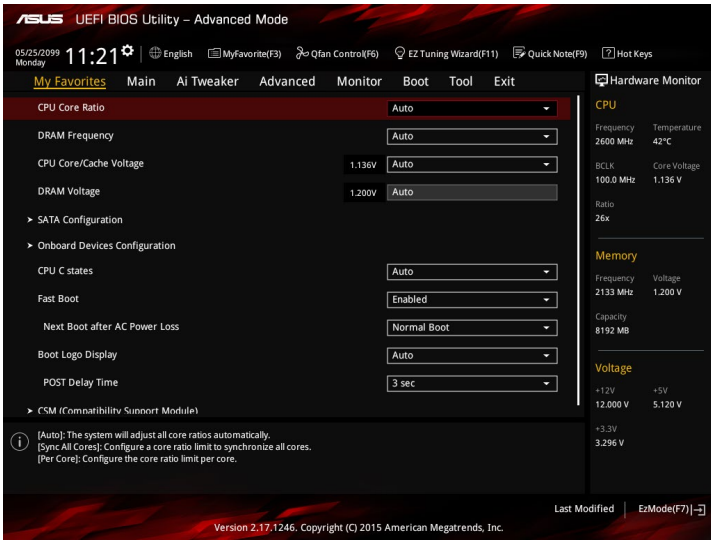 ASUS UEFI BIOS Utility – Advanced Mode
05/25/2099 Monday 11:21 English MyFavorite(F3) Qfan Control(F6) EZ Tuning Wizard(F11) Quick Note(F9) ? Hot Keys
My Favorites Main Ai Tweaker Advanced Monitor Boot Tool Exit
CPU Core Ratio Auto
DRAM Frequency Auto
CPU Core/Cache Voltage 1.136V Auto
DRAM Voltage 1.200V Auto
> SATA Configuration
> Onboard Devices Configuration
CPU C states Auto
Fast Boot Enabled
Next Boot after AC Power Loss Normal Boot
Boot Logo Display Auto
POST Delay Time 3 sec
> CSM (Compatibility Support Module)
[Auto]: The system will adjust all core ratios automatically.
[Sync All Cores]: Configure a core ratio limit to synchronize all cores.
[Per Core]: Configure the core ratio limit per core.
Hardware Monitor
CPU
Frequency Temperature
2600 MHz 42°C
BCLK Core Voltage
100.0 MHz 1.136 V
Ratio
26x
Memory
Frequency Voltage
2133 MHz 1.200 V
Capacity
8192 MB
Voltage
+12V +5V
12.000 V 5.120 V
+3.3V
3.296 V
Last Modified EzMode(F7)
Version 2.17.1246. Copyright (C) 2015 American Megatrends, Inc.